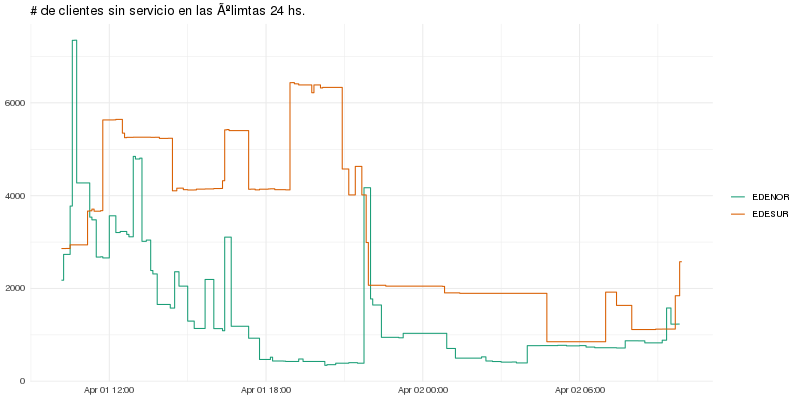 # de clientes sin servicio en las Ãºlimtas 24 hs.
6000
4000
2000
0
Apr 01 12:00
Apr 01 18:00
Apr 02 00:00
Apr 02 06:00
EDENOR
EDESUR